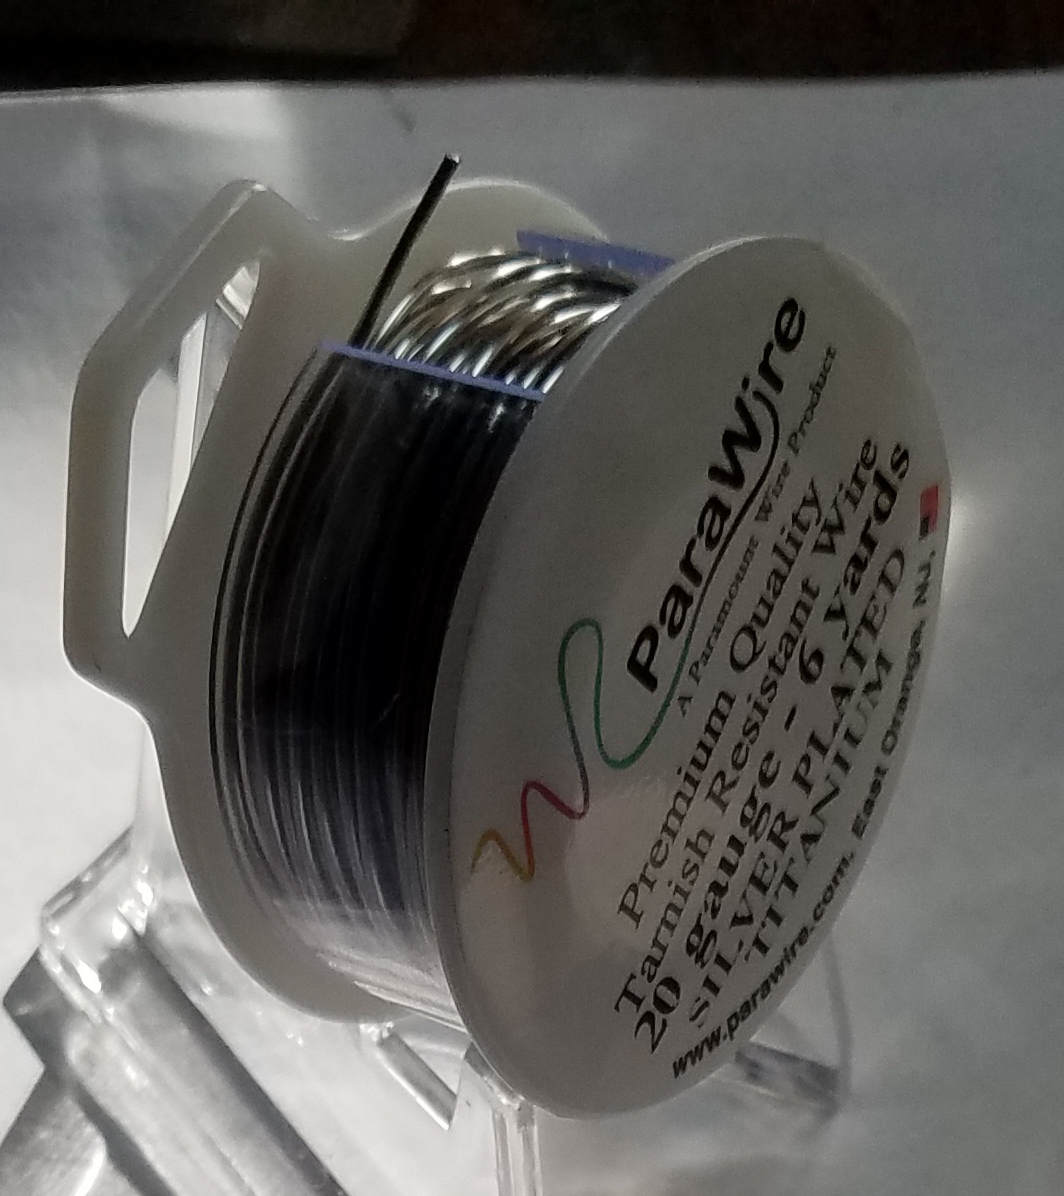 ParaWire
A Paramount Wire Product
Premium Quality
Tarnish Resistant Wire
20 gauge - 6 yards
SILVER PLATED
TITANIUM
www.parawire.com, East Orange, NJ.